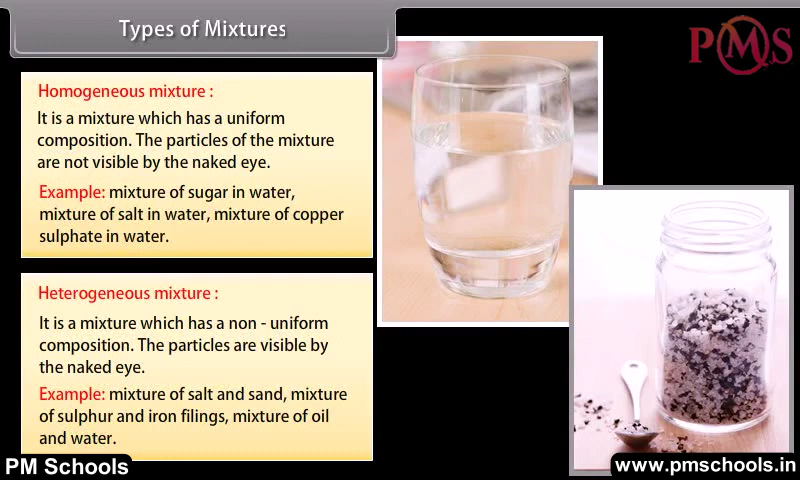 Types of Mixtures
PMS
Homogeneous mixture :
It is a mixture which has a uniform
composition. The particles of the mixture
are not visible by the naked eye.
Example: mixture of sugar in water,
mixture of salt in water, mixture of copper
sulphate in water.
Heterogeneous mixture :
It is a mixture which has a non - uniform
composition. The particles are visible by
the naked eye.
Example: mixture of salt and sand, mixture
of sulphur and iron filings, mixture of oil
and water.
PM Schools
www.pmschools.in